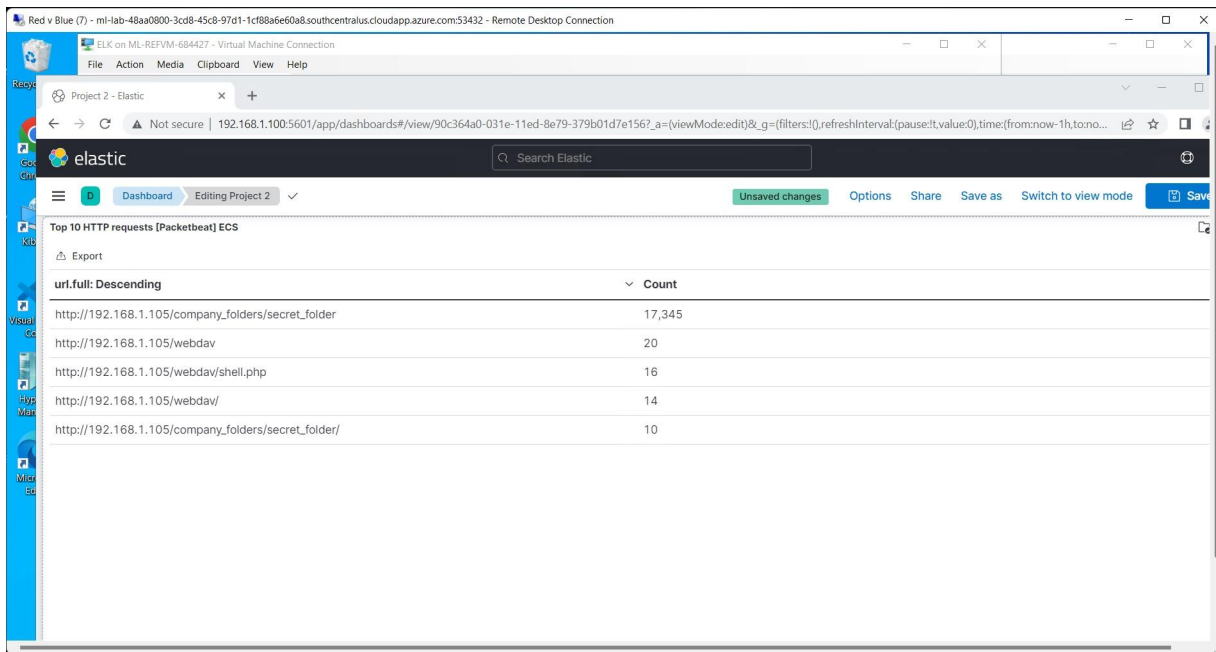 Red v Blue (7) - ml-lab-48aa0800-3cd8-45c8-97d1-1cf88a6e60a8.southcentralus.cloudapp.azure.com:53432 - Remote Desktop Connection
ELK on ML-REFVM-684427 - Virtual Machine Connection
File Action Media Clipboard View Help
Project 2 - Elastic
Not secure | 192.168.1.100:5601/app/dashboards#/view/90c364a0-031e-11ed-8e79-379b01d7e156?_a=(viewMode:edit)&_g=(filters:!(),refreshInterval:(pause:!t,value:0),time:(from:now-1h,to:no...
elastic
Search Elastic
D Dashboard Editing Project 2 Unsaved changes Options Share Save as Switch to view mode Save
Top 10 HTTP requests [Packetbeat] ECS
Export
url.full: Descending Count
http://192.168.1.105/company_folders/secret_folder 17,345
http://192.168.1.105/webdav 20
http://192.168.1.105/webdav/shell.php 16
http://192.168.1.105/webdav/ 14
http://192.168.1.105/company_folders/secret_folder/ 10